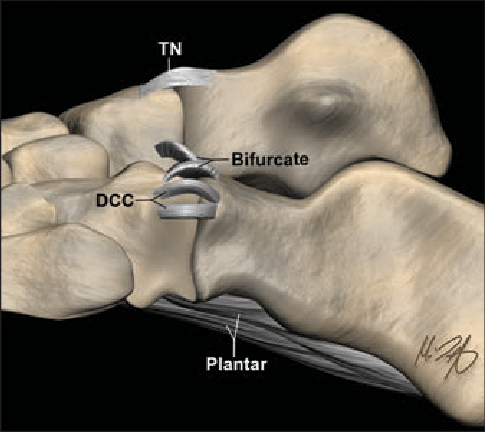 TN
Bifurcate
DCC
Plantar